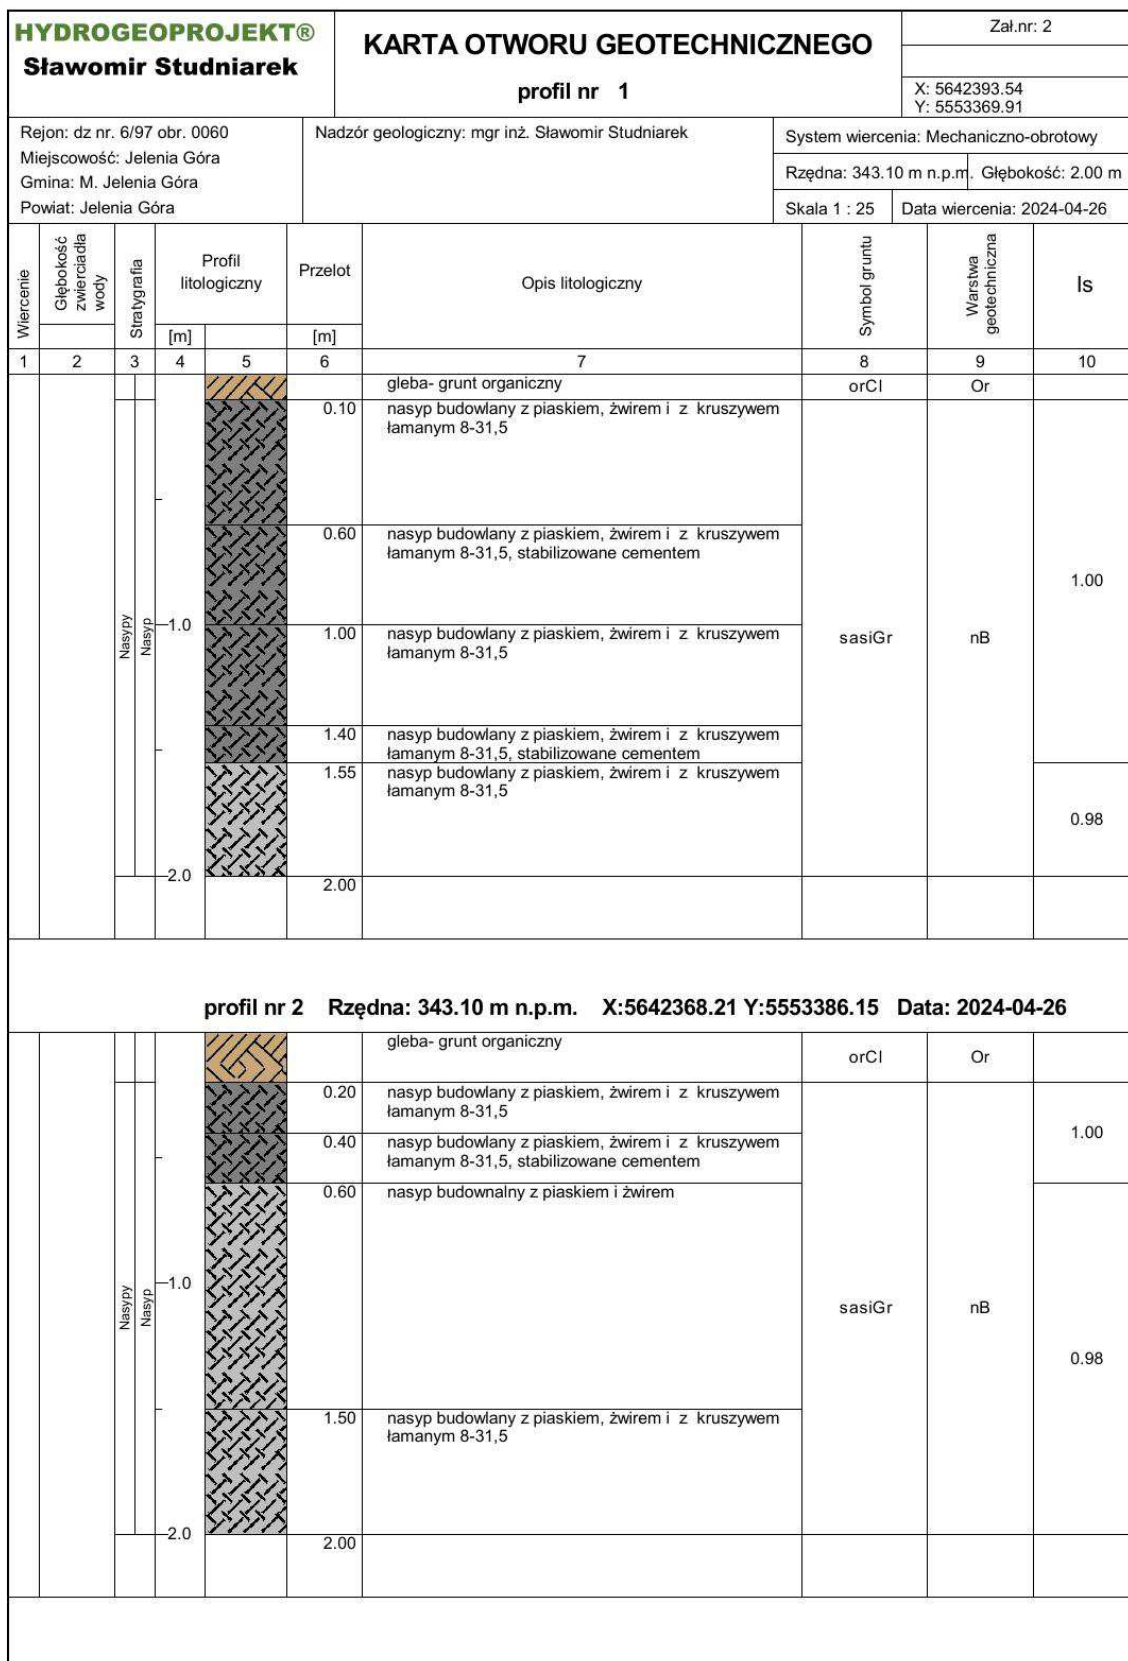 HYDROGEOPROJEKT®
Sławomir Studniarek
KARTA OTWORU GEOTECHNICZNEGO
profil nr 1
Zał.nr: 2
X: 5642393.54
Y: 5553369.91
Rejon: dz nr. 6/97 obr. 0060
Miejscowość: Jelenia Góra
Gmina: M. Jelenia Góra
Powiat: Jelenia Góra
Nadzór geologiczny: mgr inż. Sławomir Studniarek
System wiercenia: Mechaniczno-obrotowy
Rzędna: 343.10 m n.p.m. Głębokość: 2.00 m
Skala 1 : 25 Data wiercenia: 2024-04-26
Wiercenie
Głębokość
zwierciadła
wody
Stratygrafia
Profil
litologiczny
[m]
Przelot
[m]
Opis litologiczny
Symbol gruntu
Warstwa
geotechniczna
Is
1 2 3 4 5 6 7 8 9 10
gleba- grunt organiczny orCl Or
0.10 nasyp budowlany z piaskiem, żwirem i z kruszywem
łamanym 8-31,5
0.60 nasyp budowlany z piaskiem, żwirem i z kruszywem
łamanym 8-31,5, stabilizowane cementem
1.00
Nasypy
Nasyp
1.0
1.00 nasyp budowlany z piaskiem, żwirem i z kruszywem
łamanym 8-31,5
sasiGr nB
1.40 nasyp budowlany z piaskiem, żwirem i z kruszywem
łamanym 8-31,5, stabilizowane cementem
1.55 nasyp budowlany z piaskiem, żwirem i z kruszywem
łamanym 8-31,5
0.98
2.0
2.00
profil nr 2 Rzędna: 343.10 m n.p.m. X:5642368.21 Y:5553386.15 Data: 2024-04-26
gleba- grunt organiczny
orCl Or
0.20 nasyp budowlany z piaskiem, żwirem i z kruszywem
łamanym 8-31,5
1.00
0.40 nasyp budowlany z piaskiem, żwirem i z kruszywem
łamanym 8-31,5, stabilizowane cementem
0.60 nasyp budownalny z piaskiem i żwirem
Nasypy
Nasyp
1.0
sasiGr nB
0.98
1.50 nasyp budowlany z piaskiem, żwirem i z kruszywem
łamanym 8-31,5
2.0
2.00